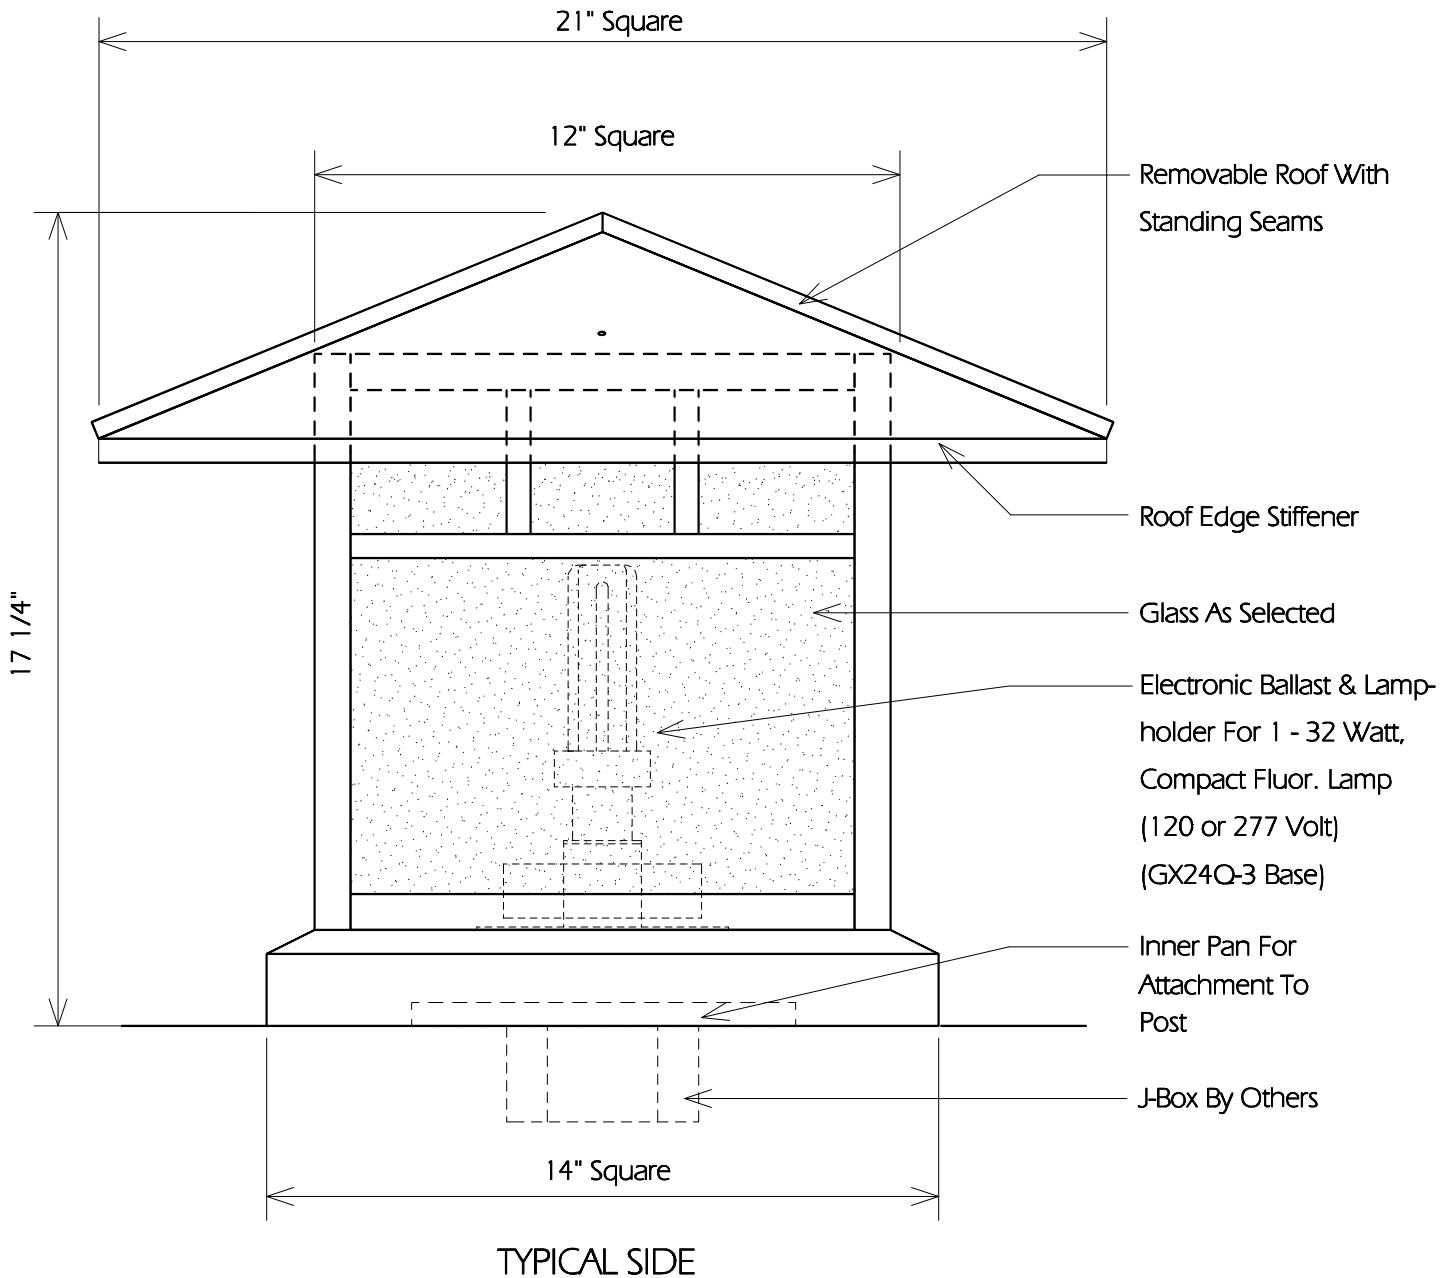 21" Square
12" Square
Removable Roof With
Standing Seams
Roof Edge Stiffener
17 1/4"
Glass As Selected
Electronic Ballast & Lamp-
holder For 1 - 32 Watt,
Compact Fluor. Lamp
(120 or 277 Volt)
(GX24Q-3 Base)
Inner Pan For
Attachment To
Post
J-Box By Others
14" Square
TYPICAL SIDE